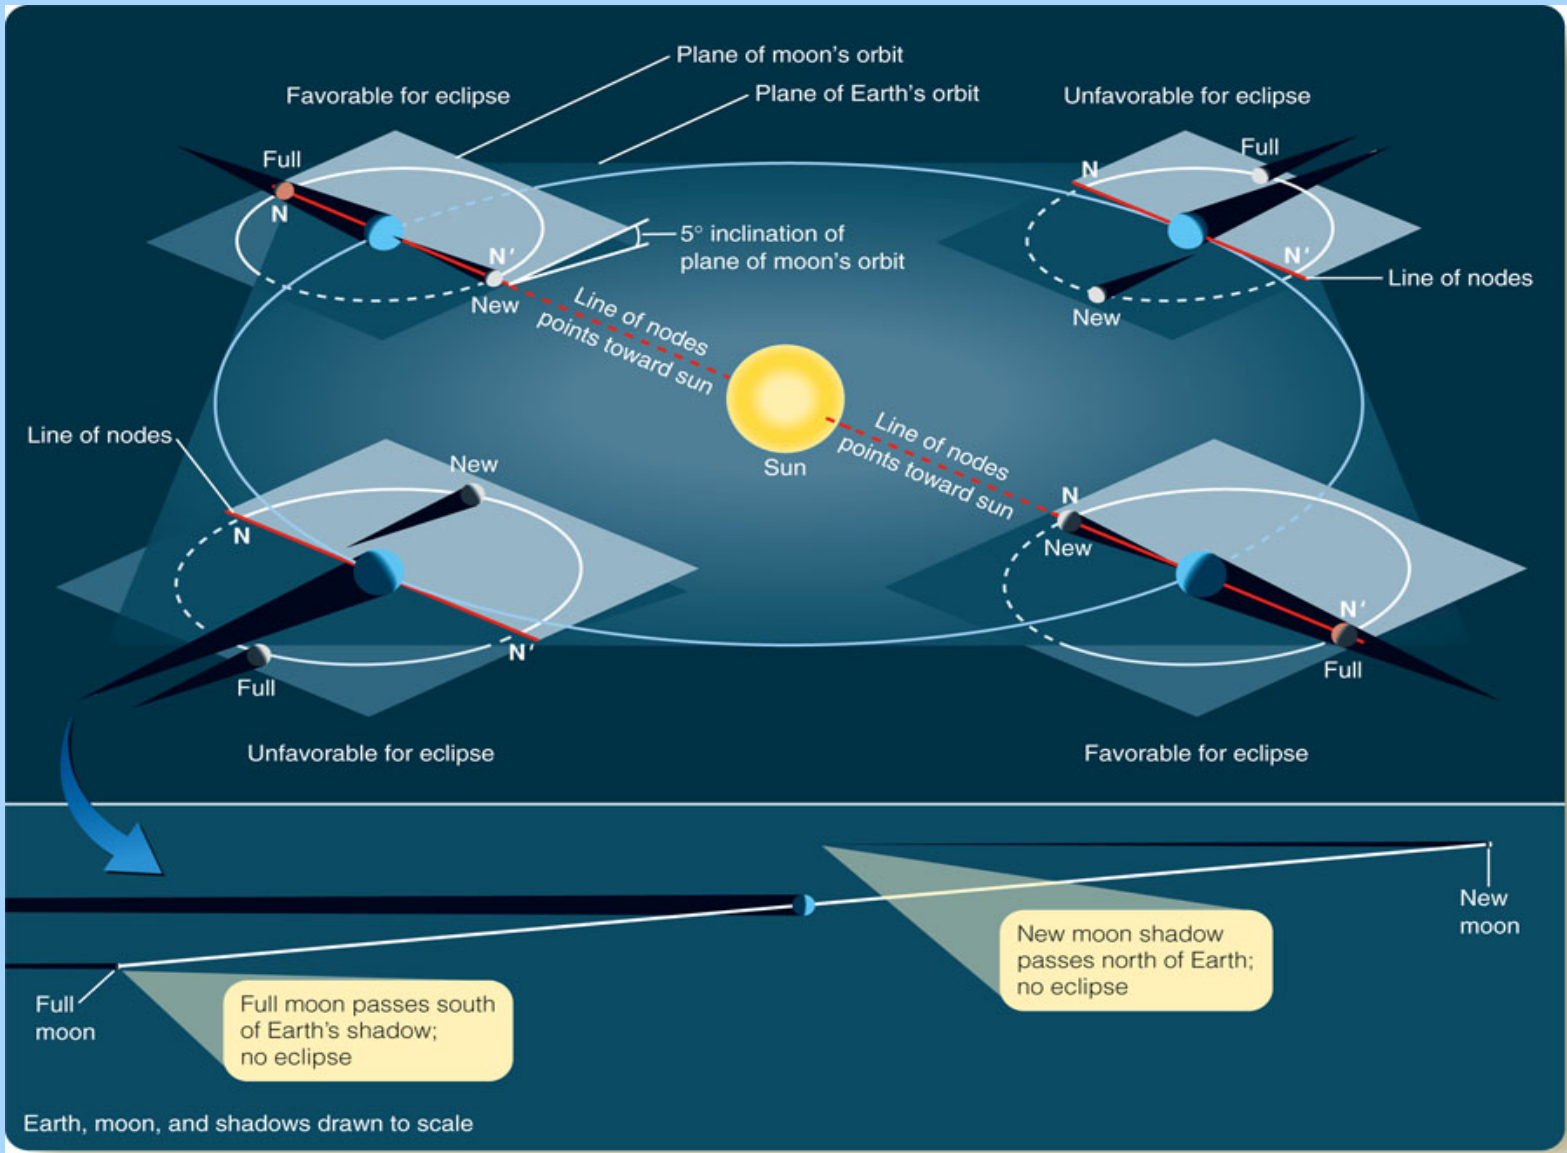 Plane of moon's orbit
Favorable for eclipse
Plane of Earth's orbit
Unfavorable for eclipse
Full
N
N'
New
5° inclination of
plane of moon's orbit
Full
N
N'
New
Line of nodes
Line of nodes
points toward sun
Sun
Line of nodes
points toward sun
Line of nodes
New
N
N'
Full
N
New
N'
Full
Unfavorable for eclipse
Favorable for eclipse
New
moon
New moon shadow
passes north of Earth;
no eclipse
Full
moon
Full moon passes south
of Earth's shadow;
no eclipse
Earth, moon, and shadows drawn to scale